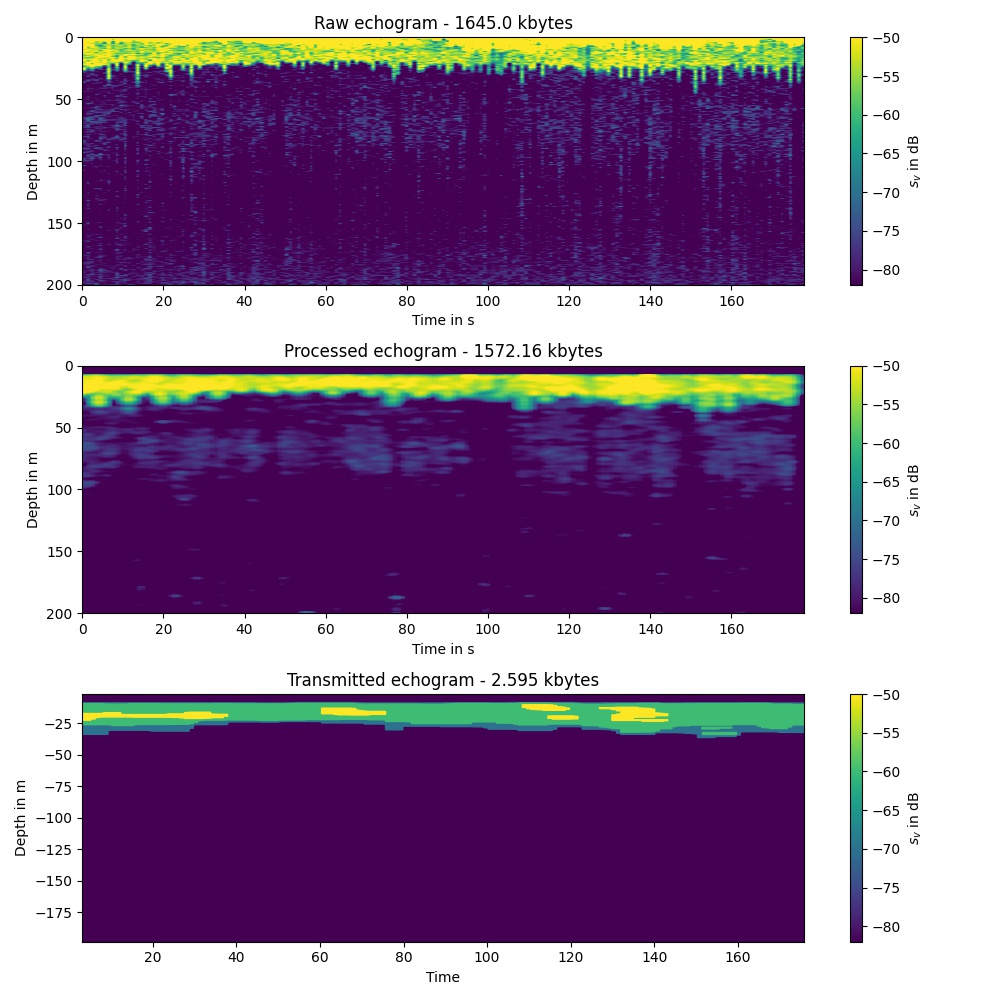 Raw echogram - 1645.0 kbytes
0
50
100
150
200
Depth in m
0 20 40 60 80 100 120 140 160
Time in s
−50
−55
−60
−65
−70
−75
−80
sv in dB
Processed echogram - 1572.16 kbytes
0
50
100
150
200
Depth in m
0 20 40 60 80 100 120 140 160
Time in s
−50
−55
−60
−65
−70
−75
−80
sv in dB
Transmitted echogram - 2.595 kbytes
−25
−50
−75
−100
−125
−150
−175
Depth in m
20 40 60 80 100 120 140 160
Time
−50
−55
−60
−65
−70
−75
−80
sv in dB